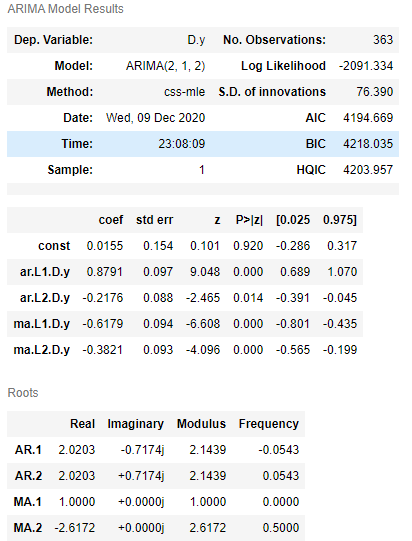 ARIMA Model Results
Dep. Variable: D.y No. Observations: 363
Model: ARIMA(2, 1, 2) Log Likelihood -2091.334
Method: css-mle S.D. of innovations 76.390
Date: Wed, 09 Dec 2020 AIC 4194.669
Time: 23:08:09 BIC 4218.035
Sample: 1 HQIC 4203.957
coef std err z P>|z| [0.025 0.975]
const 0.0155 0.154 0.101 0.920 -0.286 0.317
ar.L1.D.y 0.8791 0.097 9.048 0.000 0.689 1.070
ar.L2.D.y -0.2176 0.088 -2.465 0.014 -0.391 -0.045
ma.L1.D.y -0.6179 0.094 -6.608 0.000 -0.801 -0.435
ma.L2.D.y -0.3821 0.093 -4.096 0.000 -0.565 -0.199
Roots
Real Imaginary Modulus Frequency
AR.1 2.0203 -0.7174j 2.1439 -0.0543
AR.2 2.0203 +0.7174j 2.1439 0.0543
MA.1 1.0000 +0.0000j 1.0000 0.0000
MA.2 -2.6172 +0.0000j 2.6172 0.5000